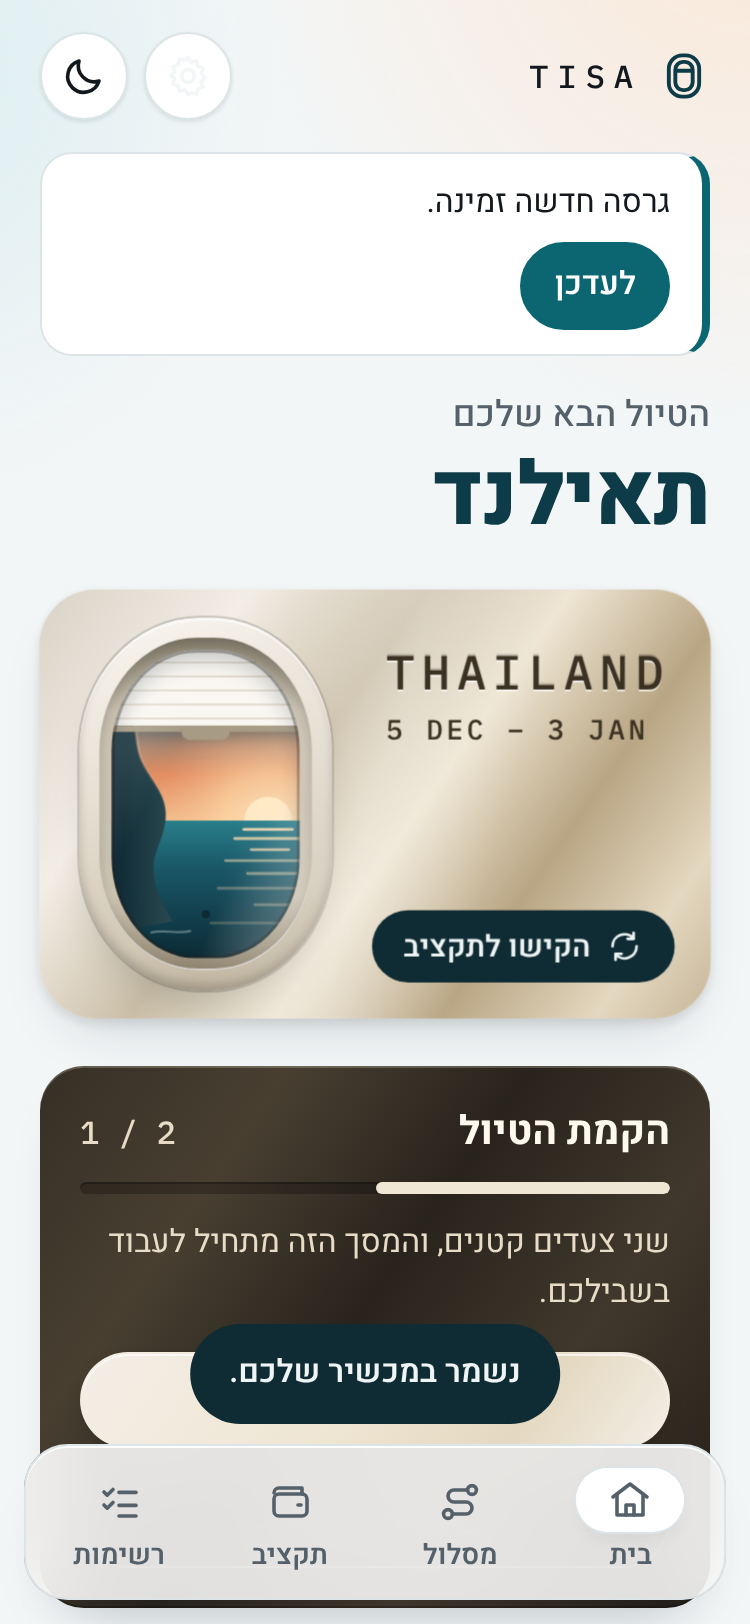 TISA
גרסה חדשה זמינה.
לעדכן
הטיול הבא שלכם
תאילנד
THAILAND
5 DEC – 3 JAN
הקישו לתקציב
הקמת הטיול
1 / 2
שני צעדים קטנים, והמסך הזה מתחיל לעבוד
בשבילכם.
נשמר במכשיר שלכם.
בית
מסלול
תקציב
רשימות